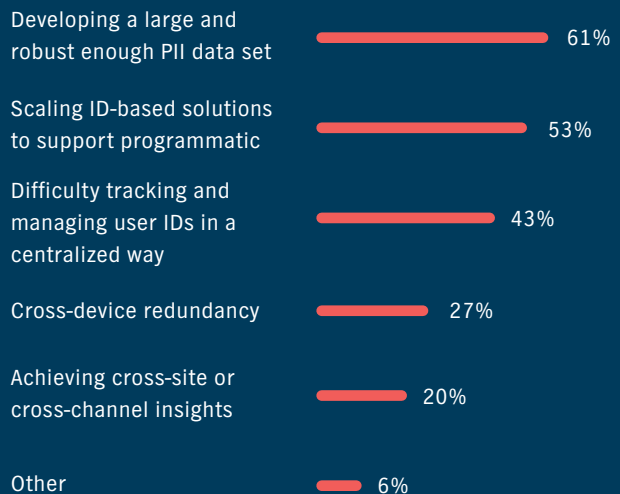 Developing a large and
robust enough PII data set
61%
Scaling ID-based solutions
to support programmatic
53%
Difficulty tracking and
managing user IDs in a
centralized way
43%
Cross-device redundancy
27%
Achieving cross-site or
cross-channel insights
20%
Other
6%